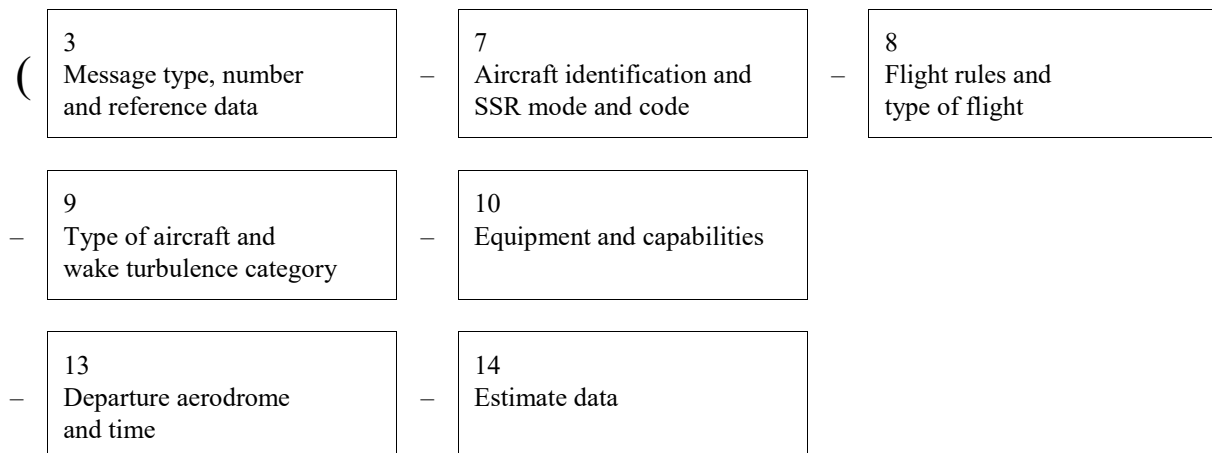 ( 3 – 7 – 8
Message type, number Aircraft identification and Flight rules and
and reference data SSR mode and code type of flight
– 9 – 10
Type of aircraft and Equipment and capabilities
wake turbulence category
– 13 – 14
Departure aerodrome Estimate data
and time